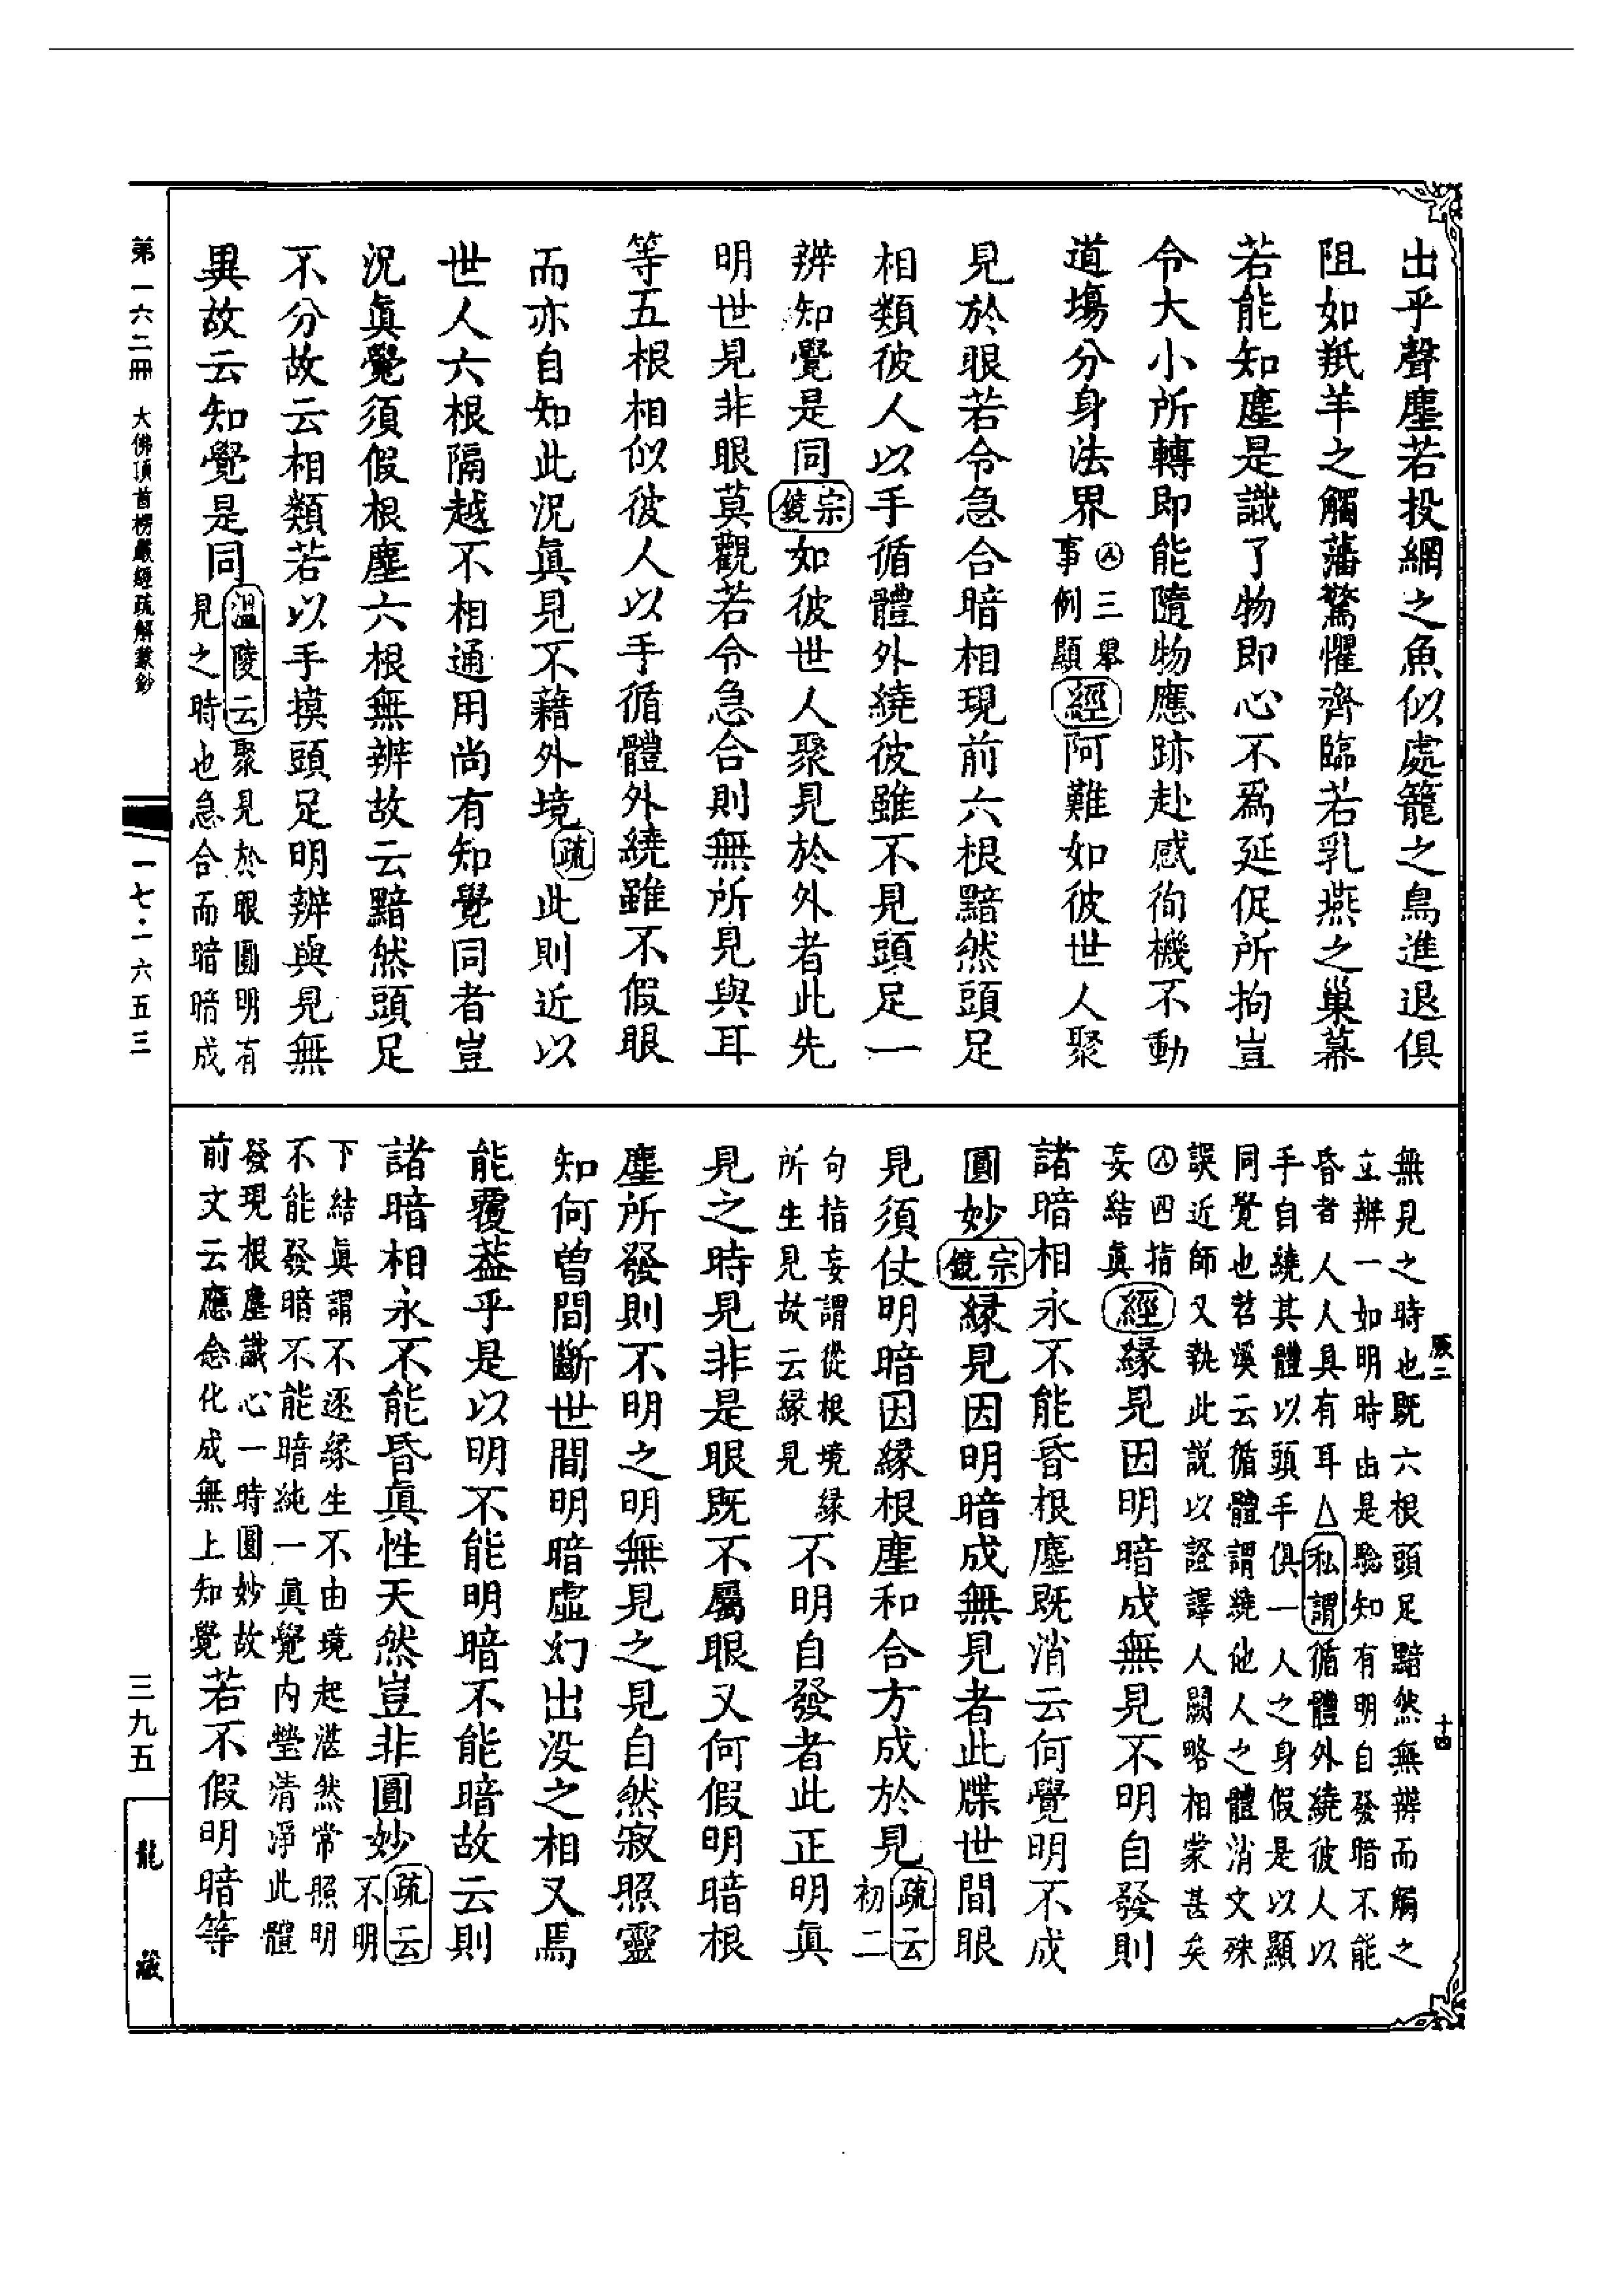 出乎聲塵若投網之魚似處籠之鳥進退俱
阻如羝羊之觸藩驚懼齊臨若乳燕之巢幕
若能知塵是識了物即心不爲延促所拘豈
令大小所轉即能隨物應跡赴感徇機不動
道場分身法界㊇三舉事例顯經阿難如彼世人聚
見於眼若令急合暗相現前六根黯然頭足
相類彼人以手循體外繞彼雖不見頭足一
辨知覺是同宗鏡如彼世人聚見於外者此先
明世見非眼莫觀若令急合則無所見與耳
等五根相似彼人以手循體外繞雖不假眼
而亦自知此況眞見不藉外境疏此則近以
世人六根隔越不相通用尚有知覺同者豈
況眞覺須假根塵六根無辨故云黯然頭足
不分故云相類若以手摸頭足明辨與見無
異故云知覺是同溫陵云聚見於眼圓明有
見之時也急合而暗暗成
無見之時也既六根頭足黯然無辨而觸之
立辨一如明時由是驗知有明自發暗不能
昏者人人具有耳△私謂循體外繞彼人以
手自繞其體以頭手俱一人之身假是以顯
同覺也苕溪云循體謂繞他人之體消文殊
誤近師又執此説以證譯人闕略相蒙甚矣
㊇四指妄結眞經緣見因明暗成無見不明自發則
諸暗相永不能昏根塵既消云何覺明不成
圓妙宗鏡緣見因明暗成無見者此牒世間眼
見須仗明暗因緣根塵和合方成於見疏云初二
句指妄謂從根境緣
所生見故云緣見不明自發者此正明眞
見之時見非是眼既不屬眼又何假明暗根
塵所發則不明之明無見之見自然寂照靈
知何曾間斷世間明暗虛幻出没之相又焉
能覆葢乎是以明不能明暗不能暗故云則
諸暗相永不能昏眞性天然豈非圓妙疏云不明
下結眞謂不逐緣生不由境起湛然常照明
不能發暗不能暗純一眞覺內瑩清淨此體
發現根塵識心一時圓妙故
前文云應念化成無上知覺若不假明暗等
第一六二冊　大佛頂首楞嚴經疏解蒙鈔
一七·一六五三
三九五
龍藏
十四